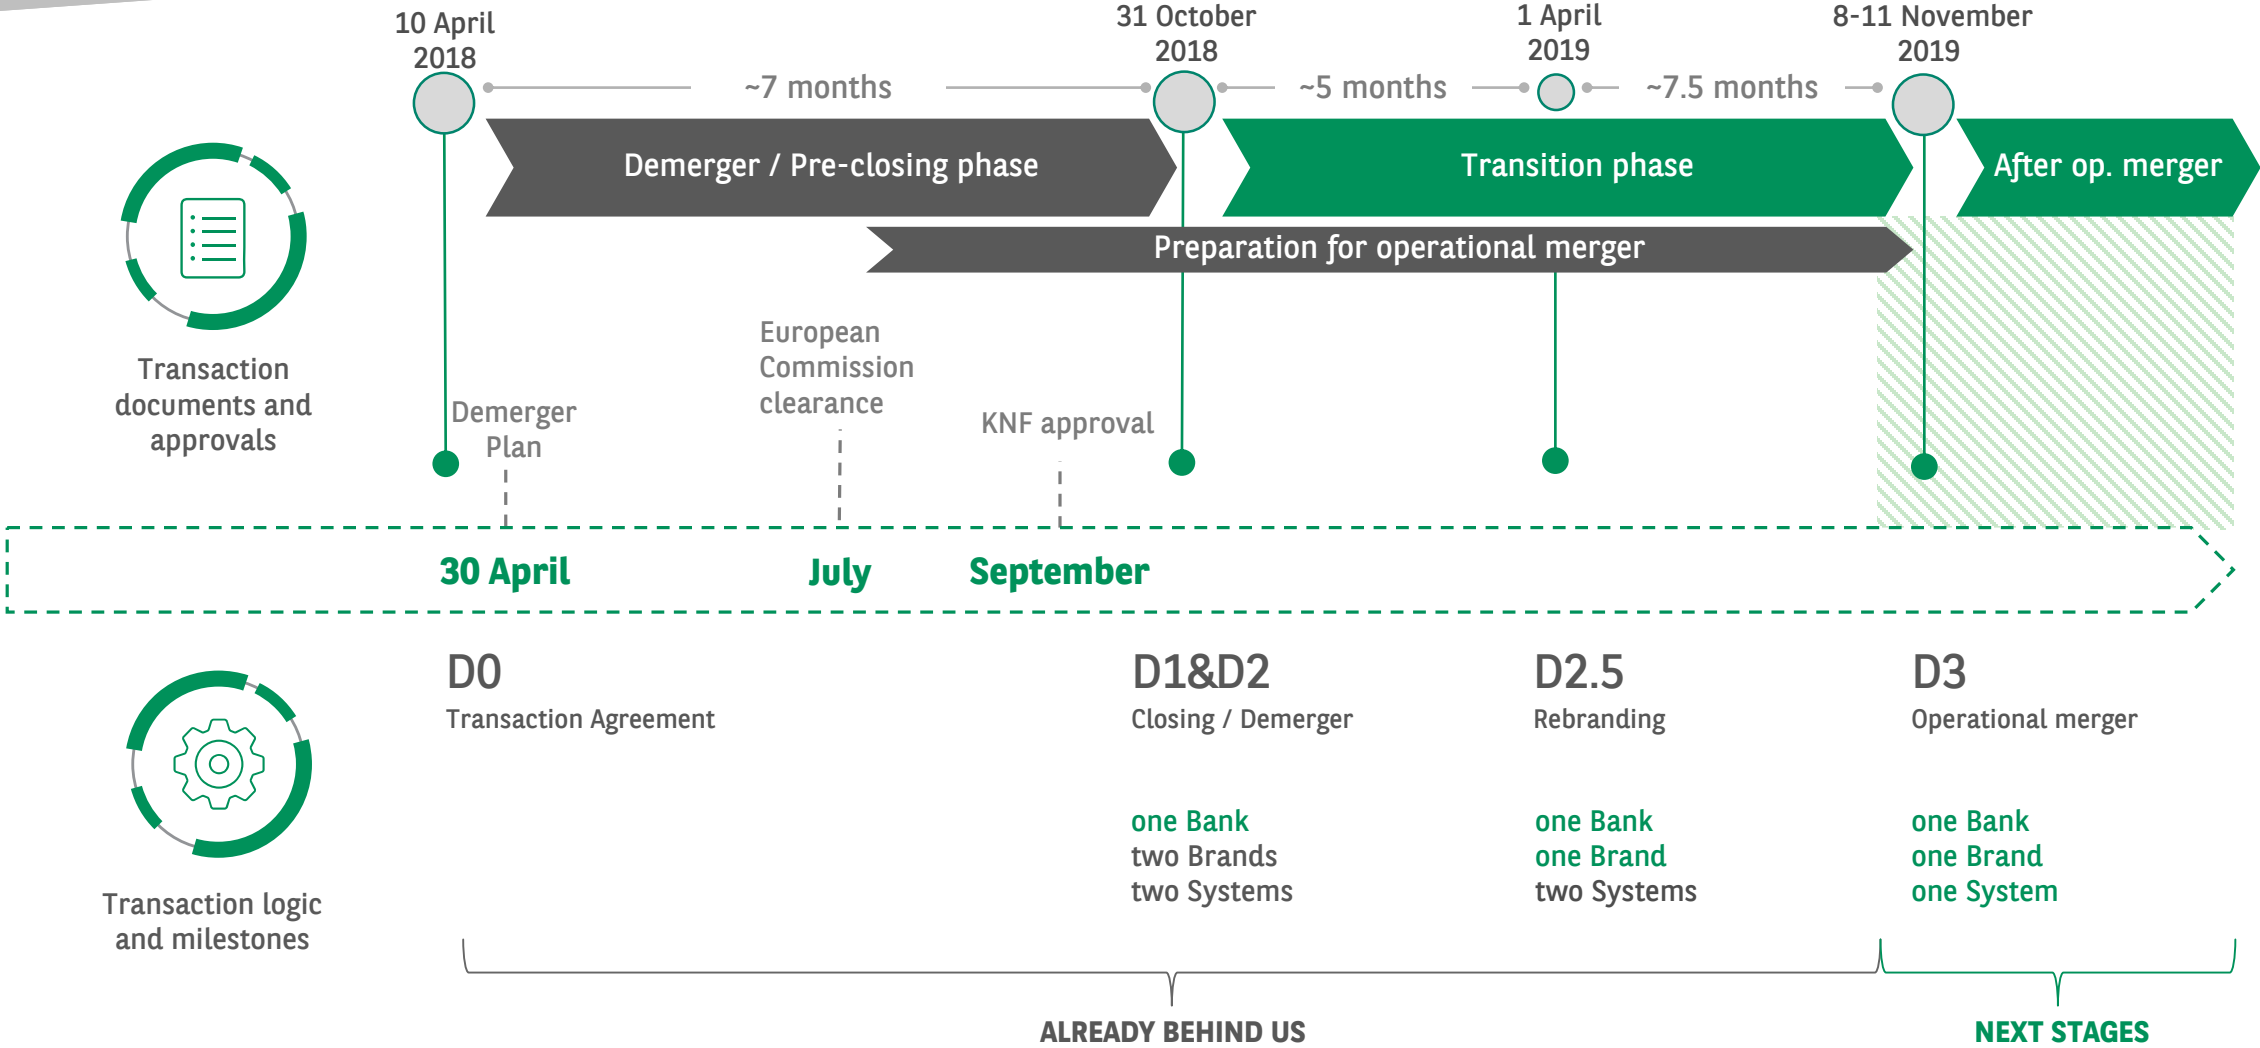 10 April
2018
31 October
2018
1 April
2019
8-11 November
2019
~7 months
~5 months
~7.5 months
Demerger / Pre-closing phase
Transition phase
After op. merger
Preparation for operational merger
Transaction
documents and
approvals
Demerger
Plan
European
Commission
clearance
KNF approval
30 April
July
September
Transaction logic
and milestones
D0
Transaction Agreement
D1&D2
Closing / Demerger
one Bank
two Brands
two Systems
D2.5
Rebranding
one Bank
one Brand
two Systems
D3
Operational merger
one Bank
one Brand
one System
ALREADY BEHIND US
NEXT STAGES